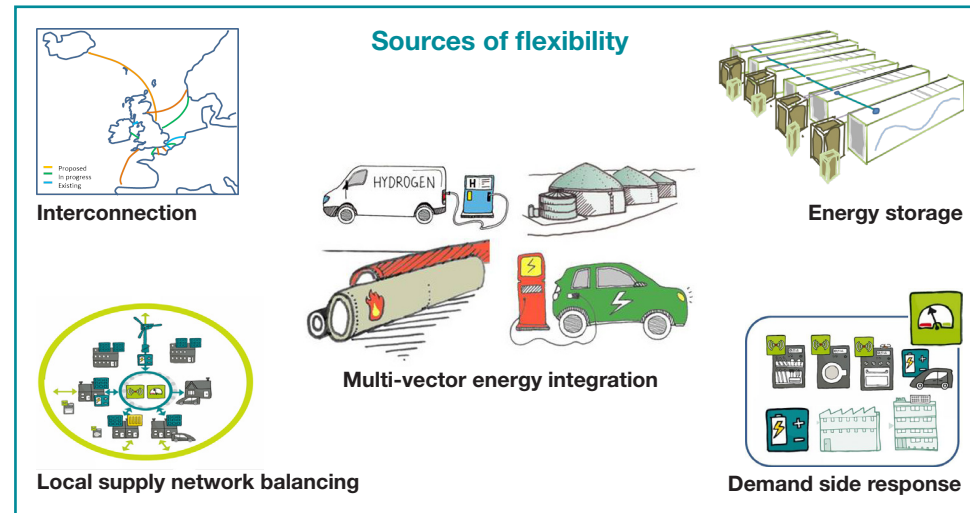 Sources of flexibility
Proposed
In progress
Existing
Interconnection
Energy storage
HYDROGEN
H
Multi-vector energy integration
Local supply network balancing
Demand side response